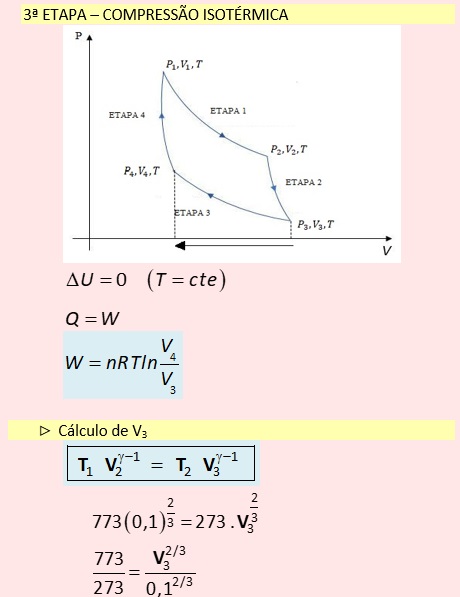 3ª ETAPA – COMPRESSÃO ISOTÉRMICA
P
P₁,V₁,T
ETAPA 1
ETAPA 4
P₂,V₂,T
P₄,V₄,T
ETAPA 2
ETAPA 3
P₃,V₃,T
V
ΔU = 0 (T = cte)
Q = W
W = nRTln V₄/V₃
▷ Cálculo de V₃
T₁ V₂^(γ−1) = T₂ V₃^(γ−1)
773(0,1)^(2/3) = 273 . V₃^(2/3)
773/273 = V₃^(2/3)/0,1^(2/3)